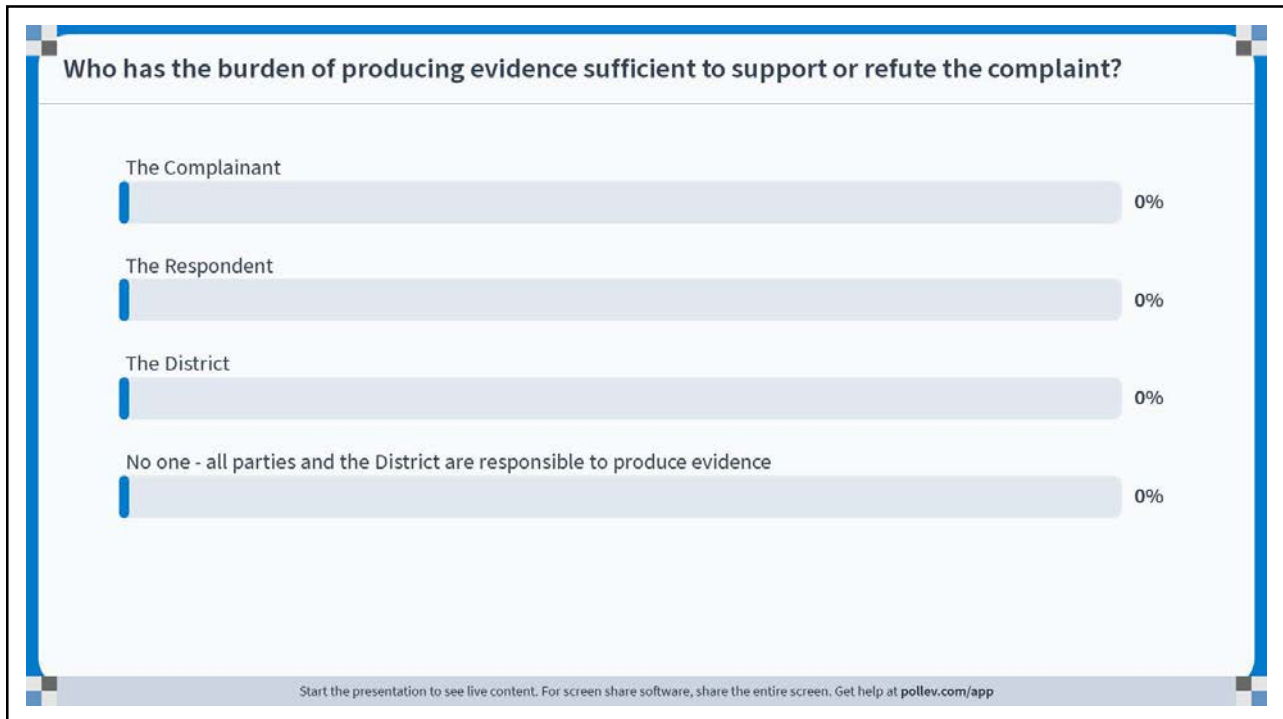 Who has the burden of producing evidence sufficient to support or refute the complaint?
The Complainant
0%
The Respondent
0%
The District
0%
No one - all parties and the District are responsible to produce evidence
0%
Start the presentation to see live content. For screen share software, share the entire screen. Get help at pollev.com/app